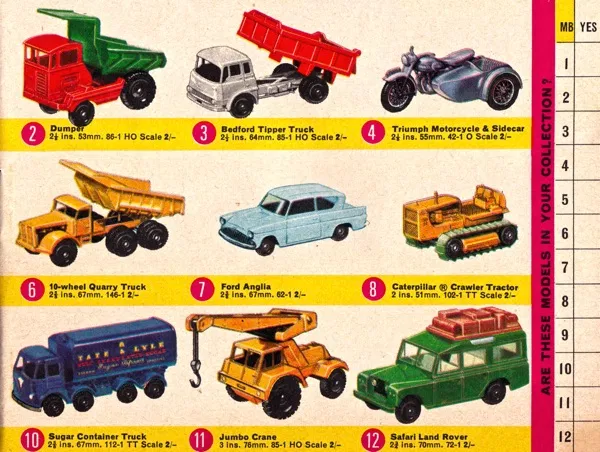 2 Dumper
2¼ ins. 53mm. 86-1 HO Scale 2/–
3 Bedford Tipper Truck
2½ ins. 64mm. 85-1 HO Scale 2/–
4 Triumph Motorcycle & Sidecar
2¼ ins. 55mm. 42-1 O Scale 2/–
6 10-wheel Quarry Truck
2⅝ ins. 67mm. 146-1 2/–
7 Ford Anglia
2⅝ ins. 67mm. 62-1 2/–
8 Caterpillar ® Crawler Tractor
2 ins. 51mm. 102-1 TT Scale 2/–
TATE & LYLE
10 Sugar Container Truck
2⅝ ins. 67mm. 112-1 TT Scale 2/–
11 Jumbo Crane
3 ins. 76mm. 85-1 HO Scale 2/–
12 Safari Land Rover
2¾ ins. 70mm. 72-1 2/–
ARE THESE MODELS IN YOUR COLLECTION?
MB YES
1
2
3
4
5
6
7
8
9
10
11
12